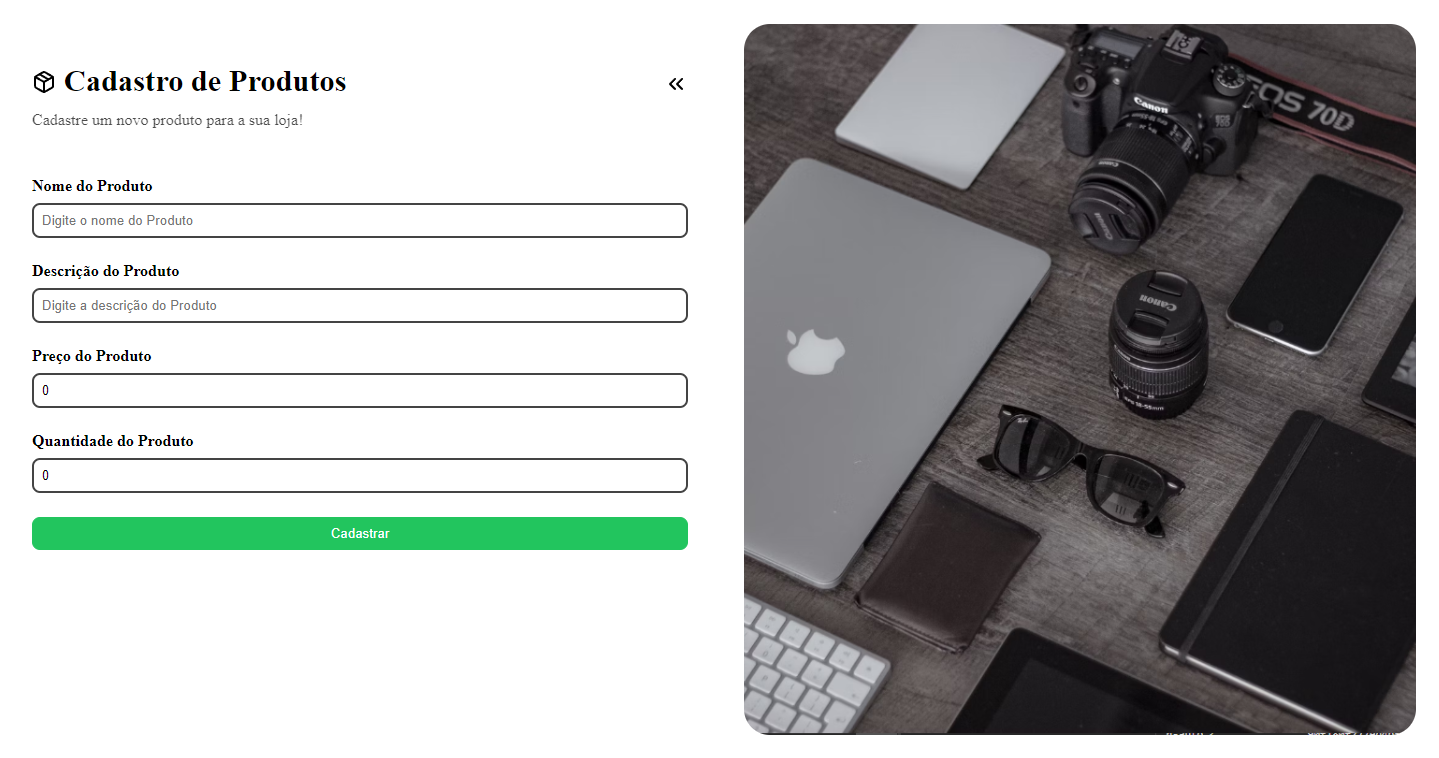 Cadastro de Produtos
Cadastre um novo produto para a sua loja!
Nome do Produto
Digite o nome do Produto
Descrição do Produto
Digite a descrição do Produto
Preço do Produto
0
Quantidade do Produto
0
Cadastrar
Canon
EOS 70D
Canon